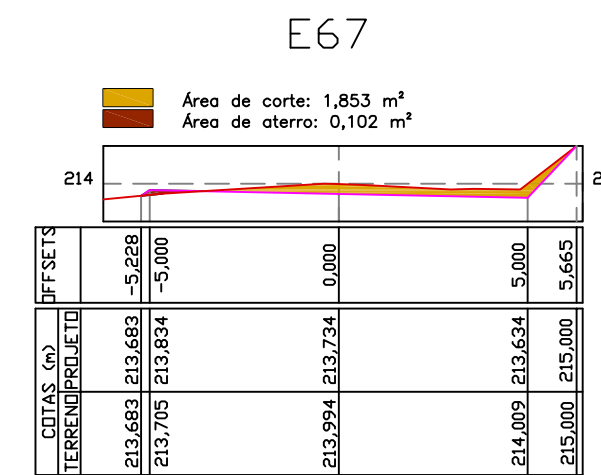 E67
Área de corte: 1,853 m²
Área de aterro: 0,102 m²
214
OFFSETS
-5,228
-5,000
0,000
5,000
5,665
COTAS (m)
PROJETO
213,683
213,834
213,734
213,634
215,000
TERRENO
213,683
213,705
213,994
214,009
215,000